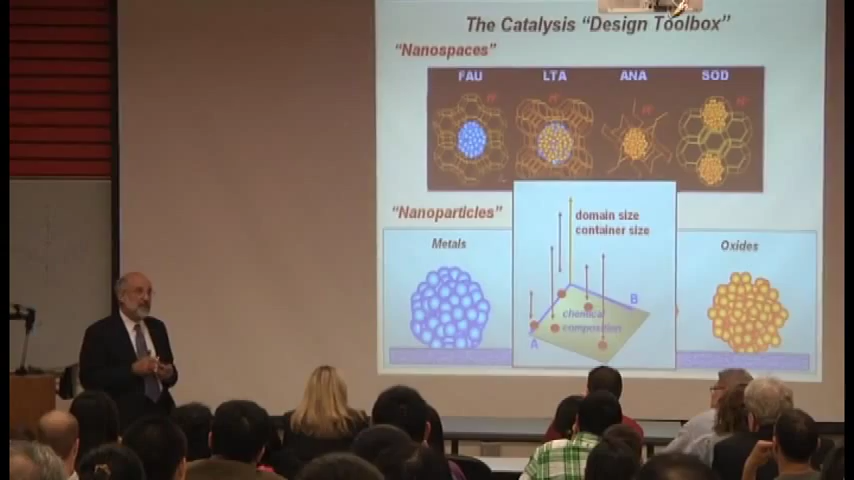 The Catalysis "Design Toolbox"
"Nanospaces"
FAU LTA ANA SOD
H⁺ H⁺ H⁺ H⁺
"Nanoparticles"
domain size
container size
Metals
Oxides
B
chemical
composition
A